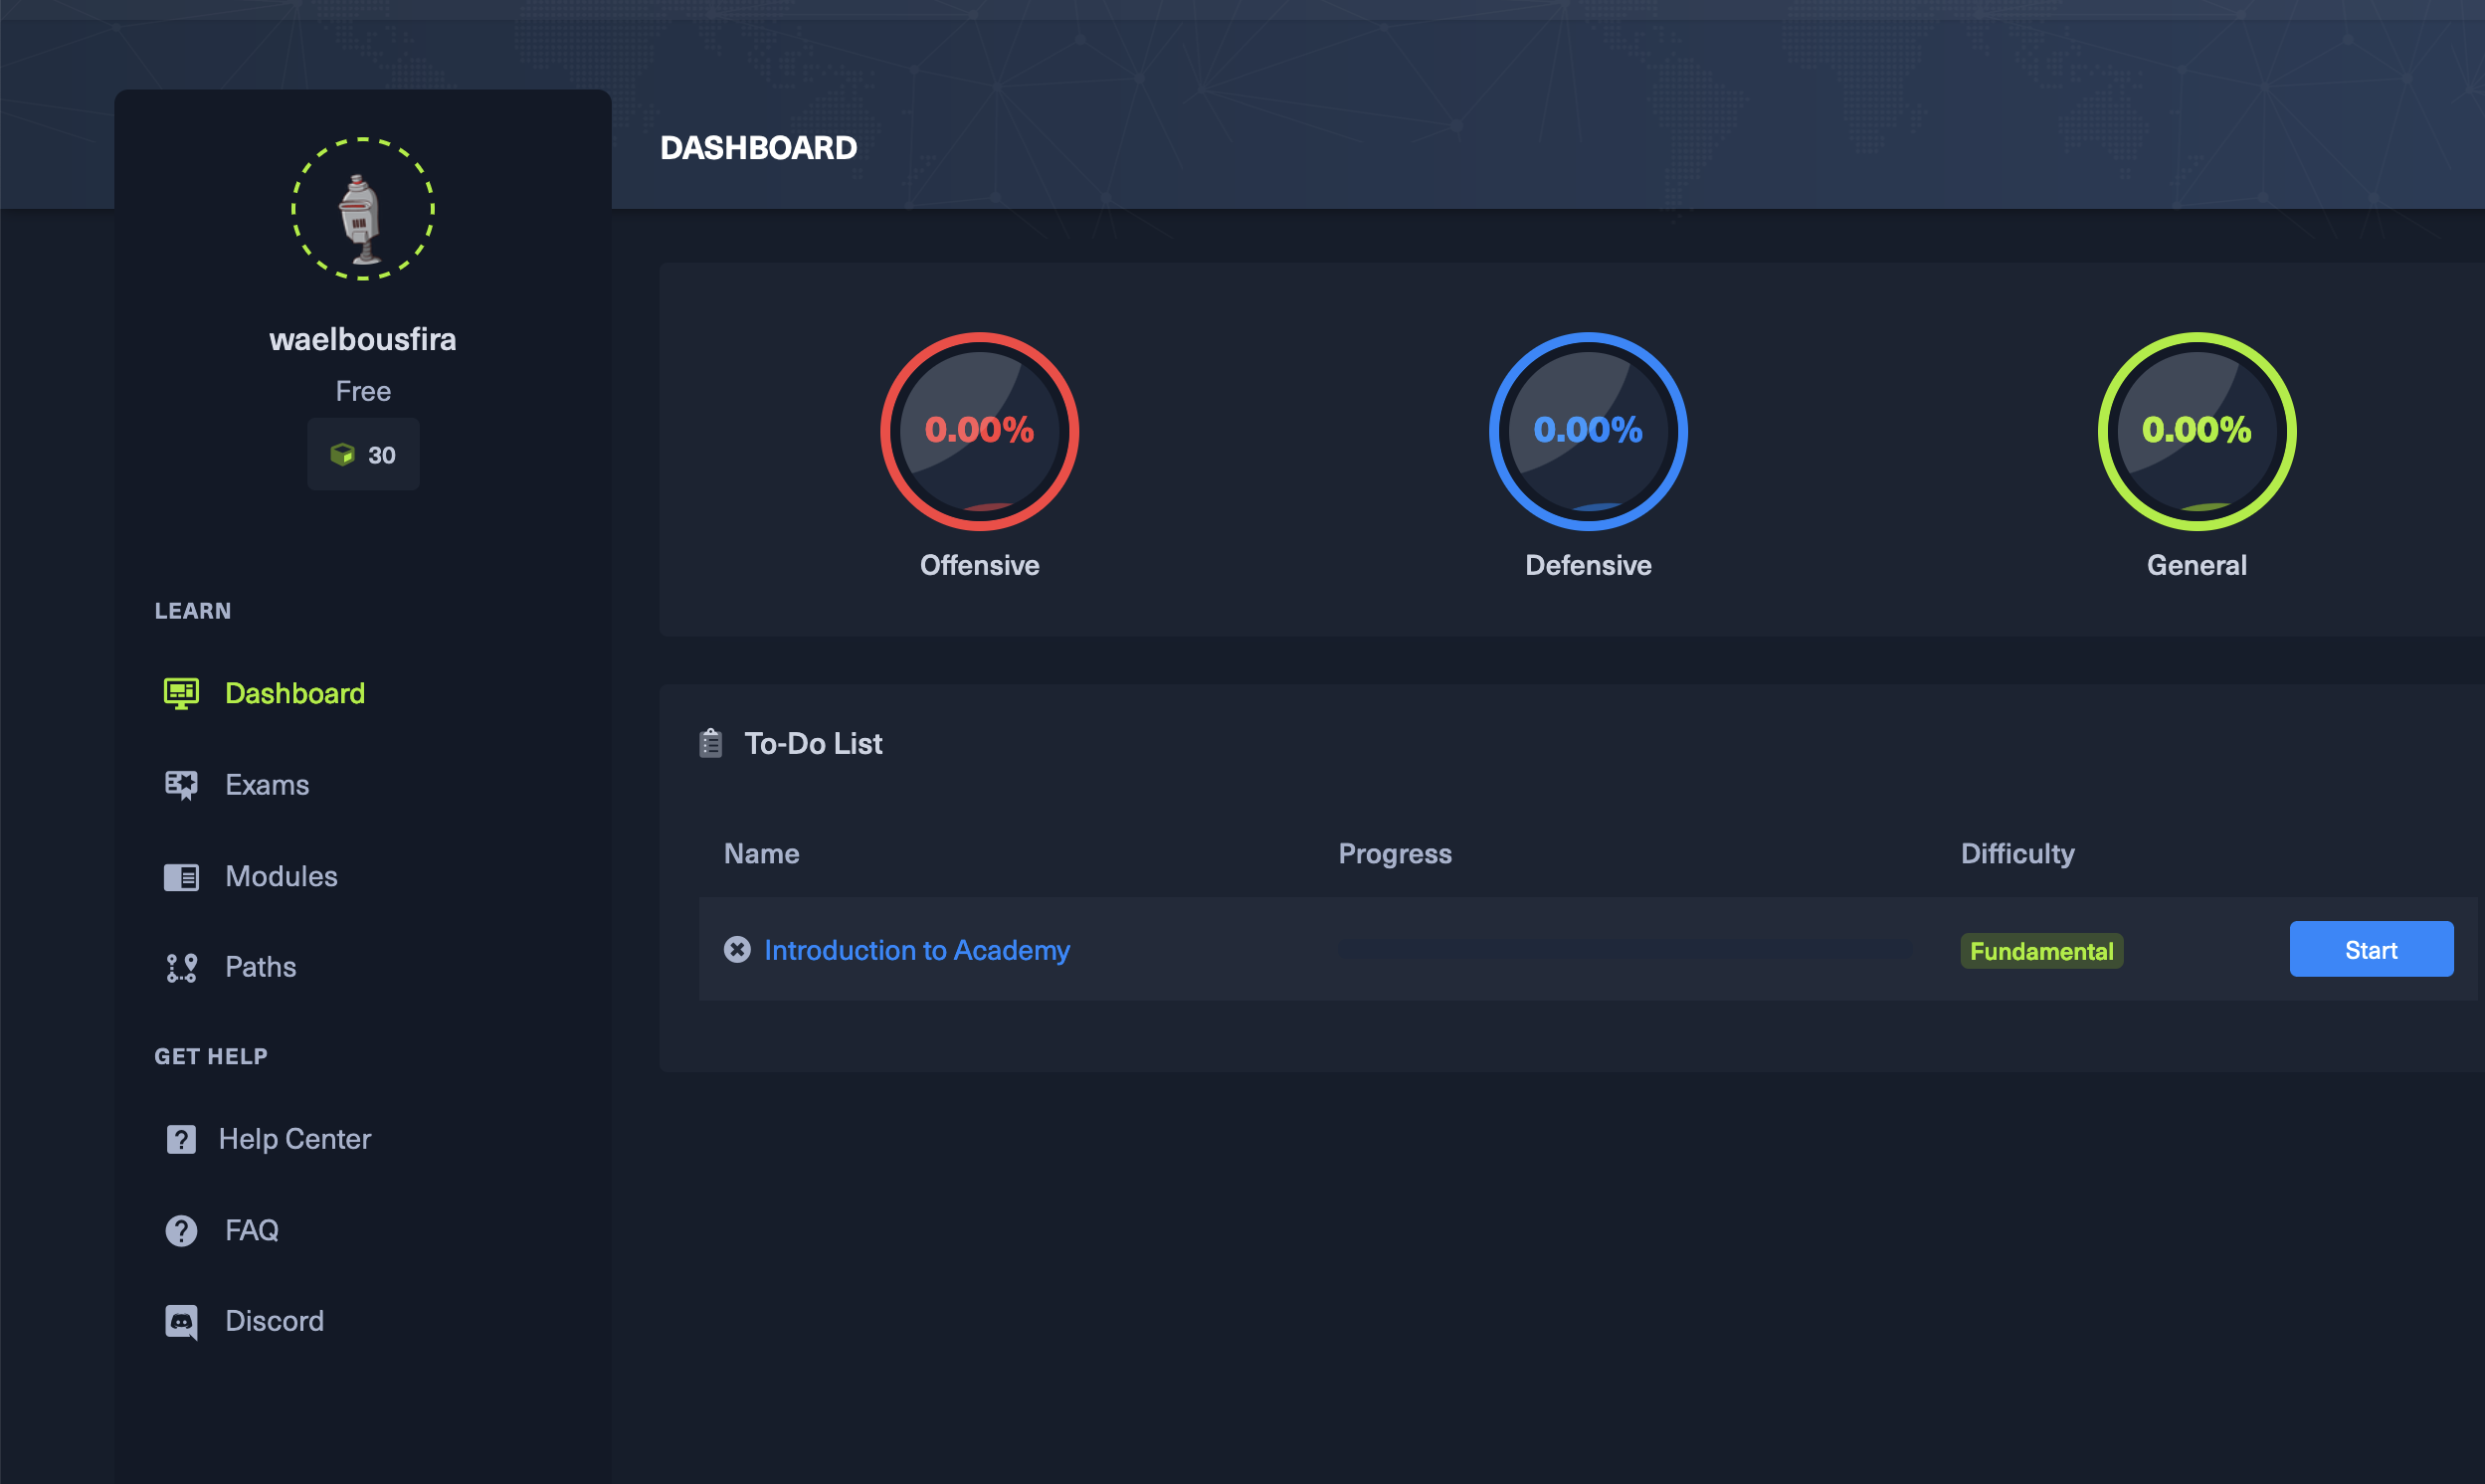 DASHBOARD
waelbousfira
Free
30
LEARN
Dashboard
Exams
Modules
Paths
GET HELP
Help Center
FAQ
Discord
0.00%
Offensive
0.00%
Defensive
0.00%
General
To-Do List
Name Progress Difficulty
Introduction to Academy Fundamental Start